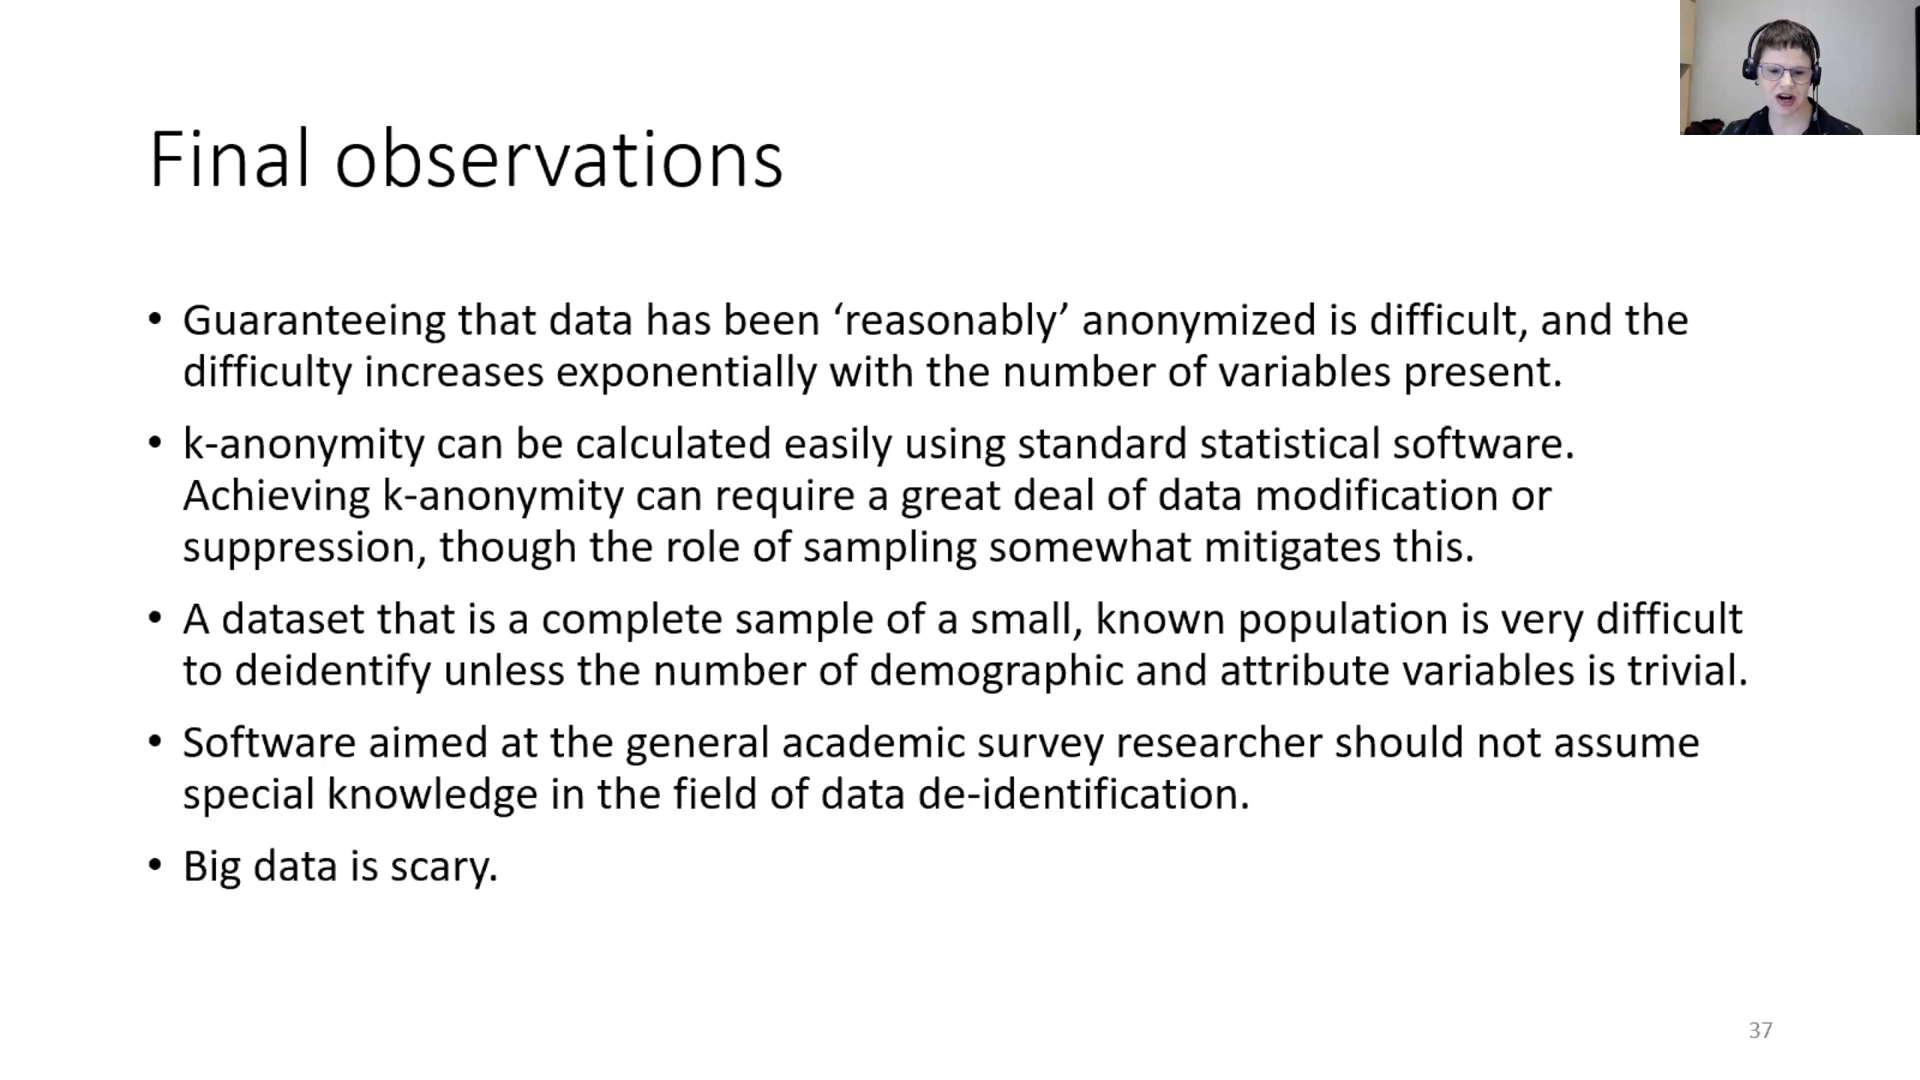 Final observations
• Guaranteeing that data has been ‘reasonably’ anonymized is difficult, and the
difficulty increases exponentially with the number of variables present.
• k-anonymity can be calculated easily using standard statistical software.
Achieving k-anonymity can require a great deal of data modification or
suppression, though the role of sampling somewhat mitigates this.
• A dataset that is a complete sample of a small, known population is very difficult
to deidentify unless the number of demographic and attribute variables is trivial.
• Software aimed at the general academic survey researcher should not assume
special knowledge in the field of data de-identification.
• Big data is scary.
37